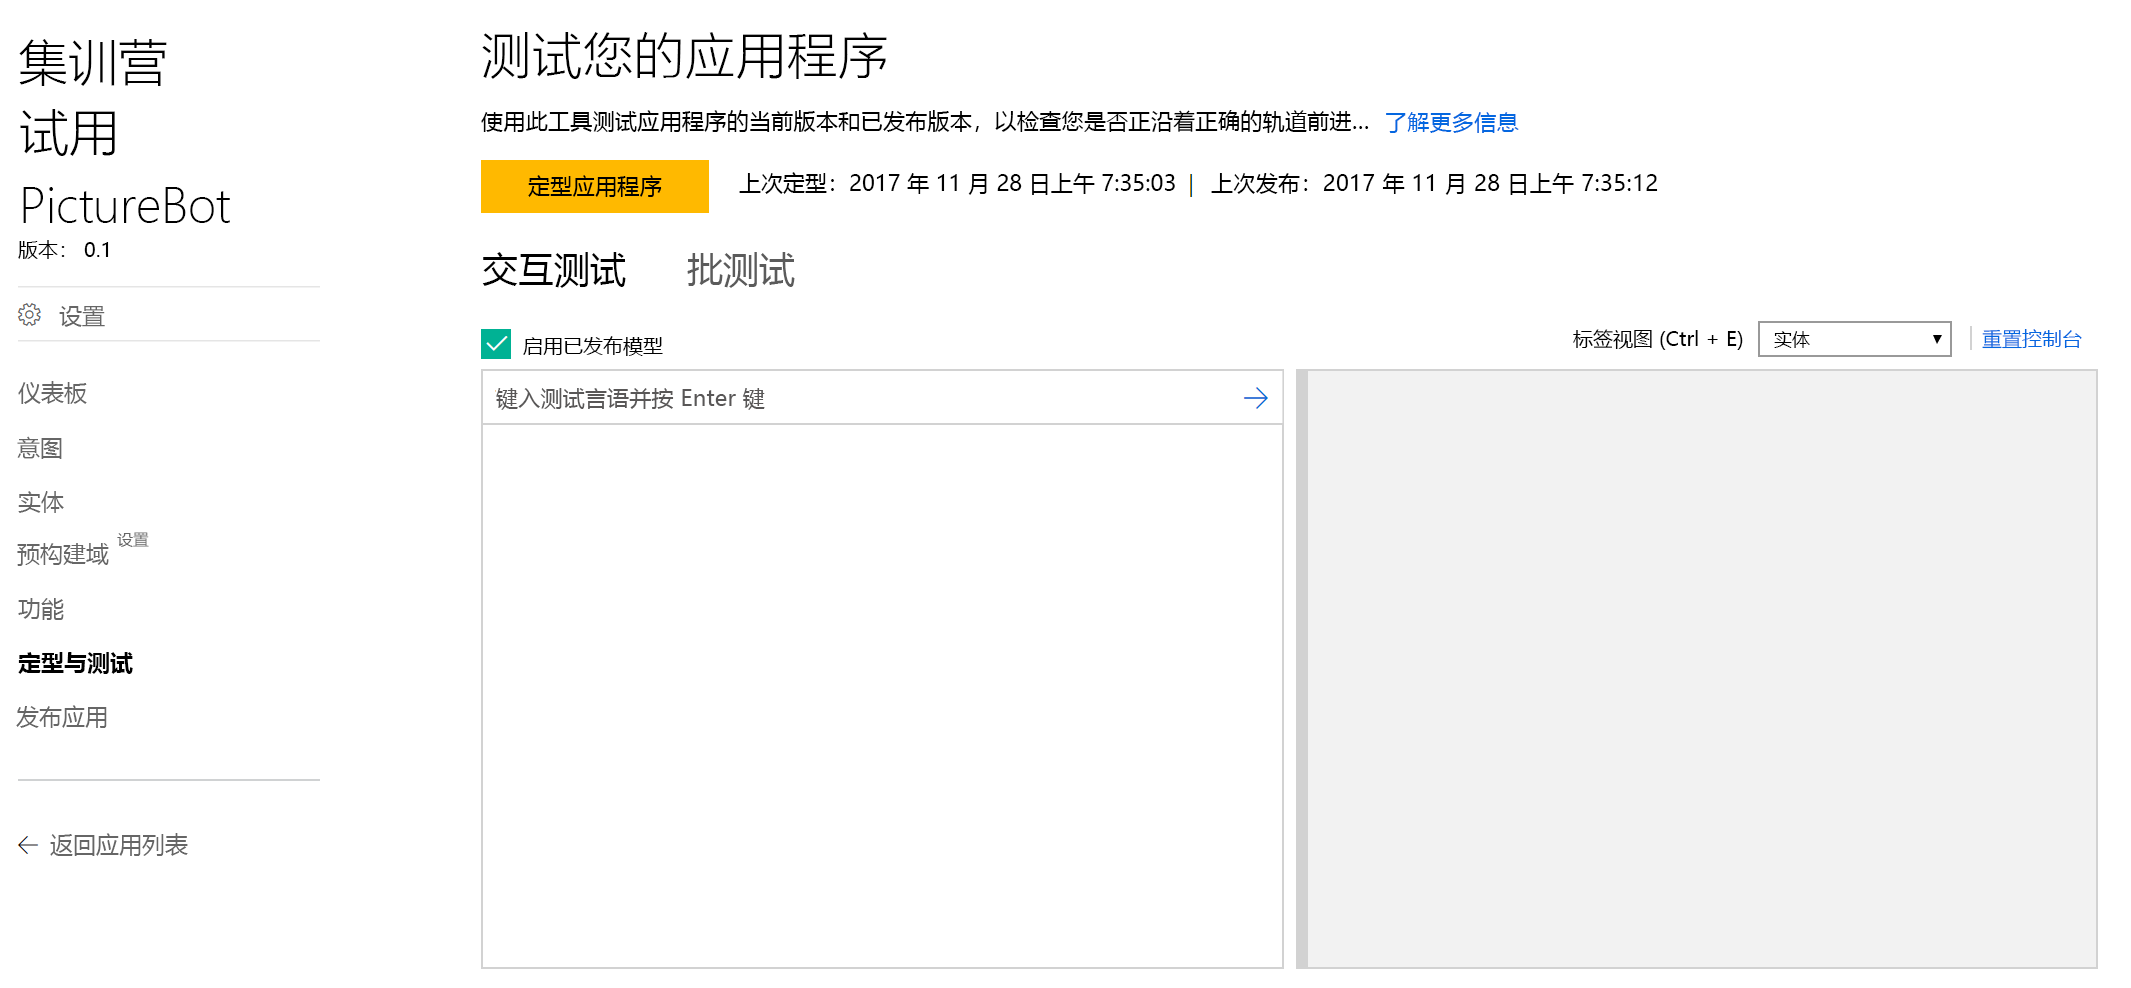 集训营
试用
PictureBot
版本： 0.1
设置
仪表板
意图
实体
预构建域 设置
功能
定型与测试
发布应用
返回应用列表
测试您的应用程序
使用此工具测试应用程序的当前版本和已发布版本，以检查您是否正沿着正确的轨道前进... 了解更多信息
定型应用程序 上次定型：2017 年 11 月 28 日上午 7:35:03 | 上次发布：2017 年 11 月 28 日上午 7:35:12
交互测试 批测试
启用已发布模型 标签视图 (Ctrl + E) 实体 重置控制台
键入测试言语并按 Enter 键